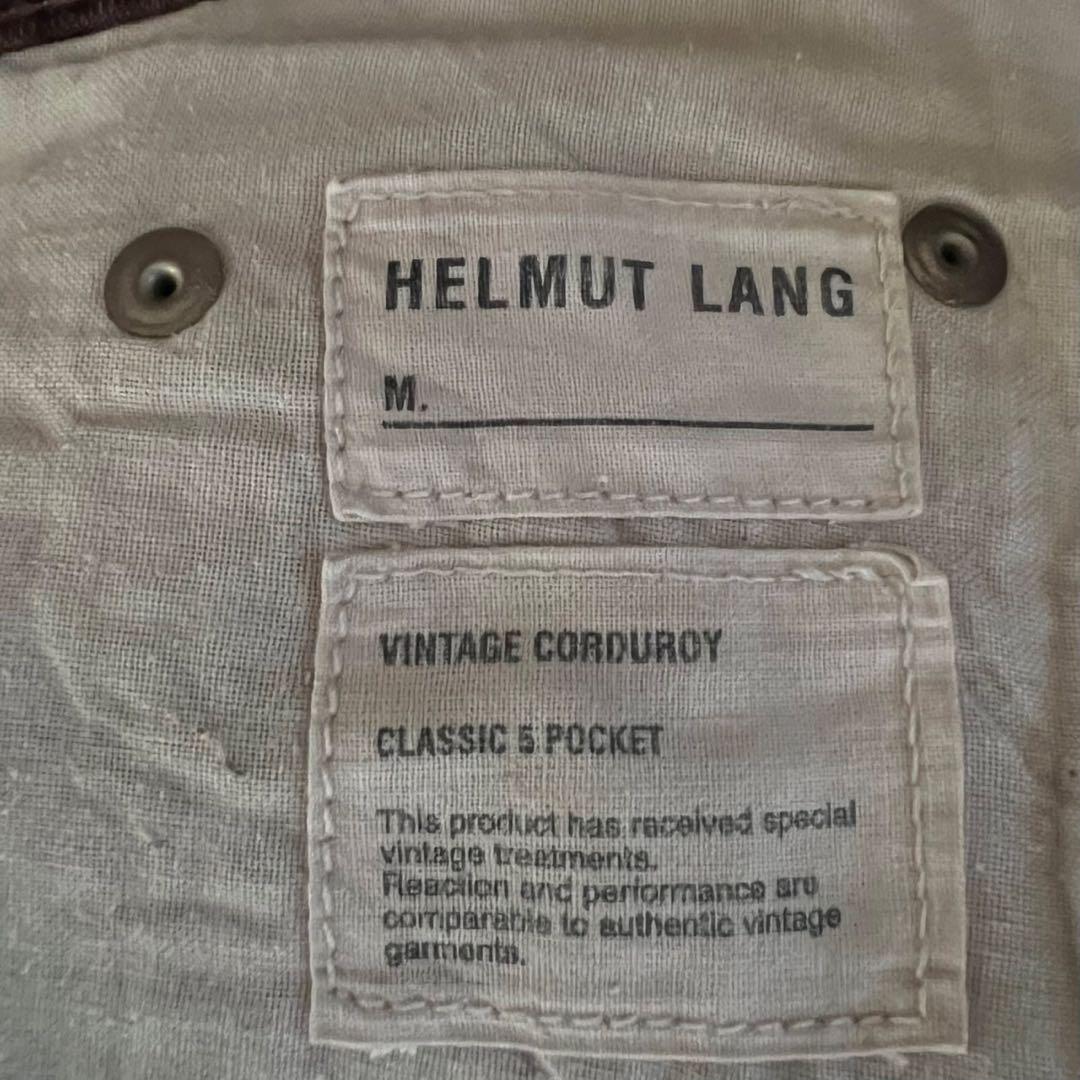 HELMUT LANG
M.
VINTAGE CORDUROY
CLASSIC 5 POCKET
This product has received special
vintage treatments.
Reaction and performance are
comparable to authentic vintage
garments.